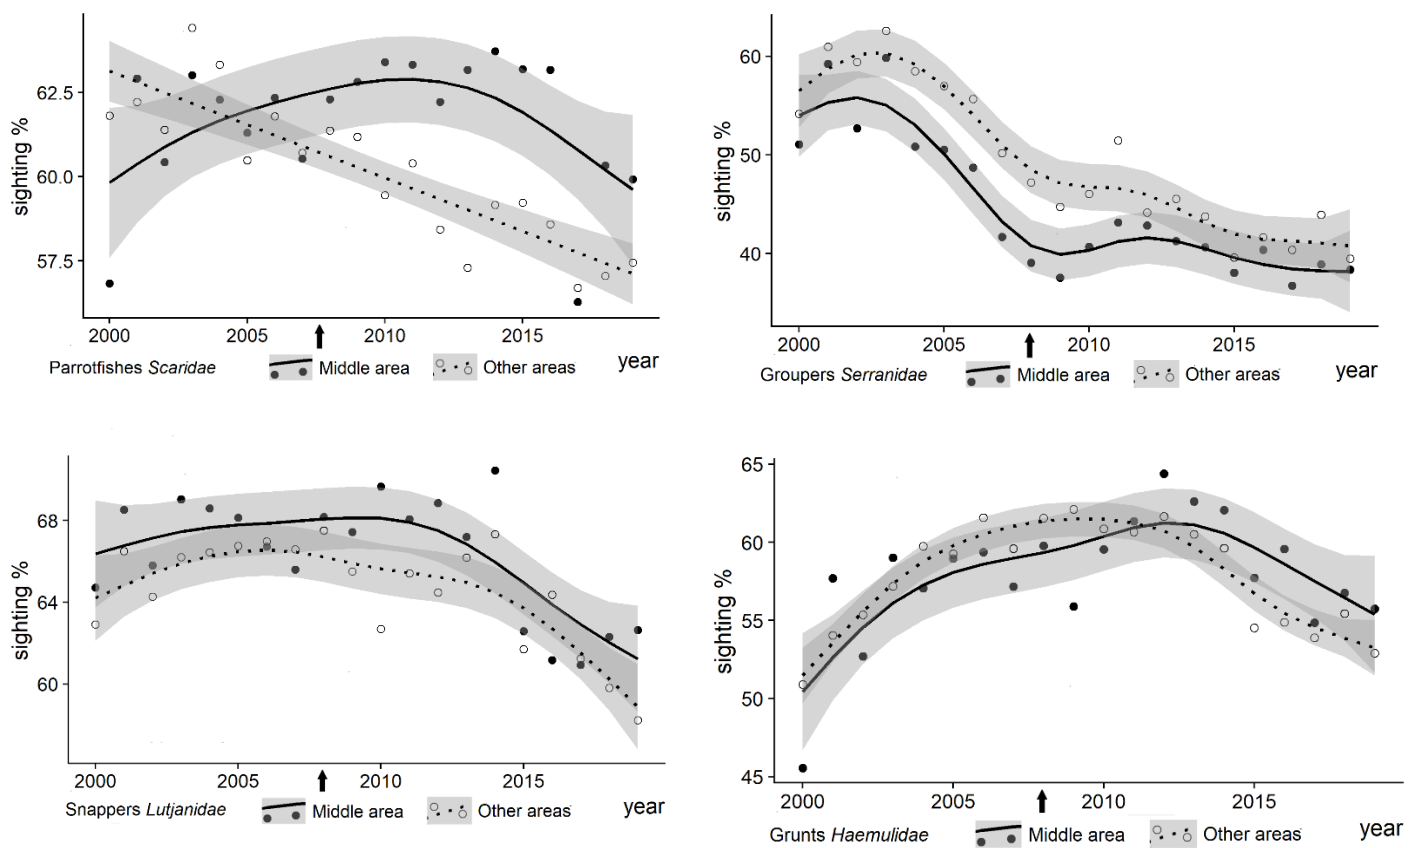 sighting %
62.5
60.0
57.5
2000 2005 2010 2015
Parrotfishes Scaridae Middle area Other areas year
sighting %
60
50
40
2000 2005 2010 2015
Groupers Serranidae Middle area Other areas year
sighting %
68
64
60
2000 2005 2010 2015
Snappers Lutjanidae Middle area Other areas year
sighting %
65
60
55
50
45
2000 2005 2010 2015
Grunts Haemulidae Middle area Other areas year